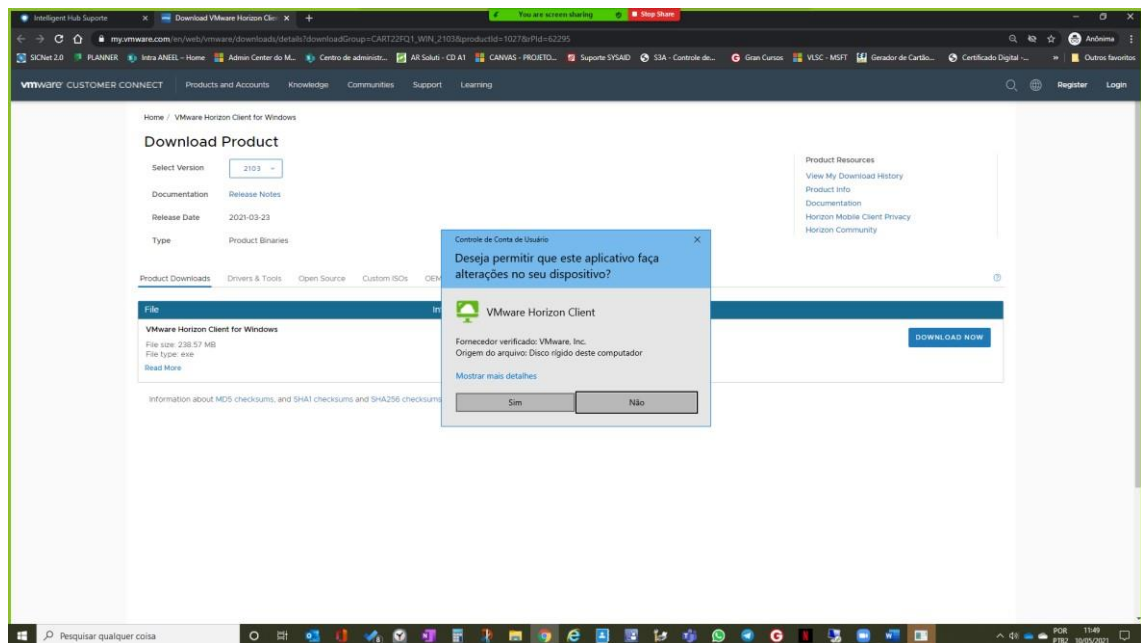 Intelligent Hub Suporte
Download VMware Horizon Clien
You are screen sharing
Stop Share
my.vmware.com/en/web/vmware/downloads/details?downloadGroup=CART22FQ1_WIN_2103&productId=1027&rPId=62295
Anônima
SICNet 2.0
PLANNER
Intra ANEEL - Home
Admin Center do M...
Centro de administr...
AR Soluti - CD A1
CANVAS - PROJETO...
Suporte SYSAID
S3A - Controle de...
Gran Cursos
VLSC - MSFT
Gerador de Cartão...
Certificado Digital -...
»
Outros favoritos
vmware CUSTOMER CONNECT
Products and Accounts
Knowledge
Communities
Support
Learning
Register
Login
Home / VMware Horizon Client for Windows
Download Product
Select Version
2103
Documentation
Release Notes
Release Date
2021-03-23
Type
Product Binaries
Product Resources
View My Download History
Product Info
Documentation
Horizon Mobile Client Privacy
Horizon Community
Product Downloads
Drivers & Tools
Open Source
Custom ISOs
OEM
File
In
VMware Horizon Client for Windows
File size: 238.57 MB
File type: exe
Read More
DOWNLOAD NOW
Information about MD5 checksums, and SHA1 checksums and SHA256 checksums
Controle de Conta de Usuário
Deseja permitir que este aplicativo faça
alterações no seu dispositivo?
VMware Horizon Client
Fornecedor verificado: VMware, Inc.
Origem do arquivo: Disco rígido deste computador
Mostrar mais detalhes
Sim
Não
Pesquisar qualquer coisa
POR
PTB2
11:49
10/05/2021